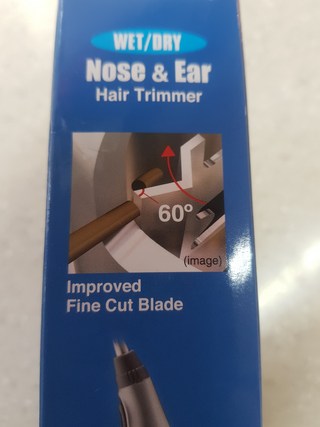 WET/DRY
Nose & Ear
Hair Trimmer
60°
(image)
Improved
Fine Cut Blade